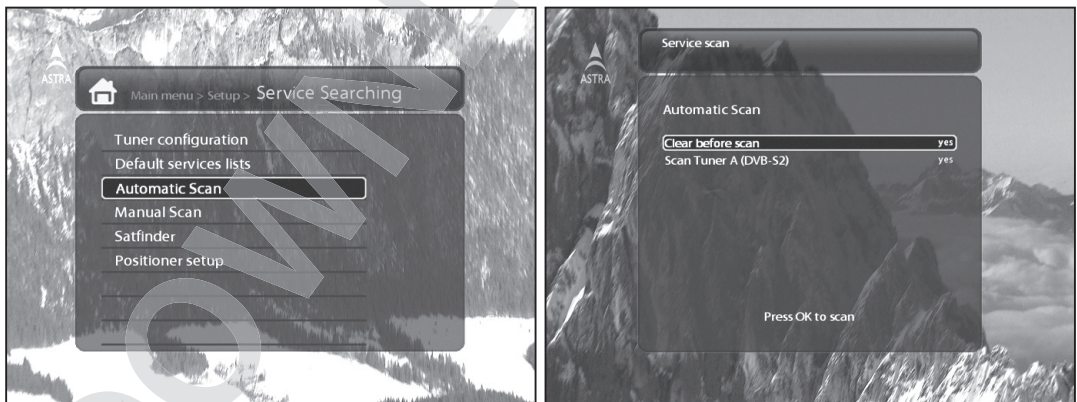 ASTRA
Main menu > Setup > Service Searching
Tuner configuration
Default services lists
Automatic Scan
Manual Scan
Satfinder
Positioner setup
ASTRA
Service scan
Automatic Scan
Clear before scan yes
Scan Tuner A (DVB-S2) yes
Press OK to scan